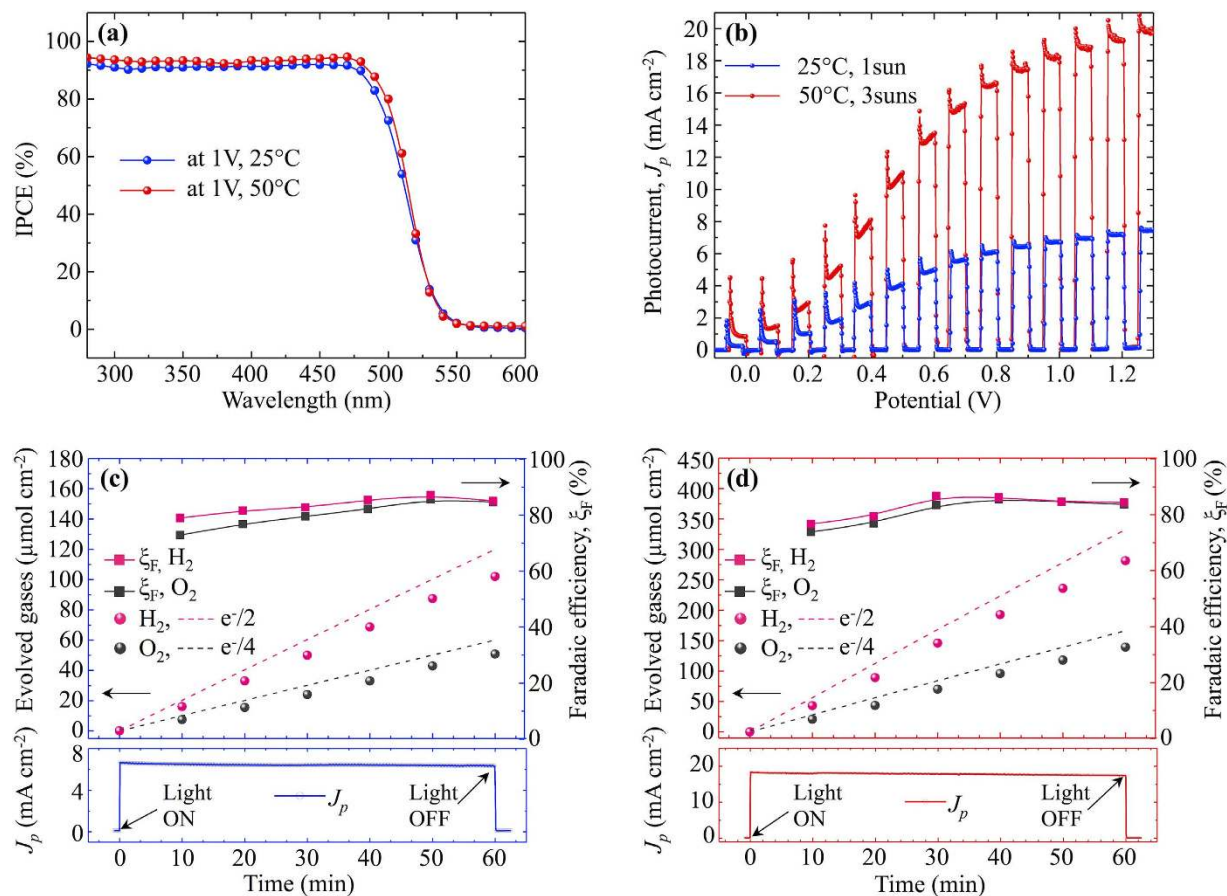 (a)
IPCE (%)
100
80
60
40
20
0
at 1V, 25°C
at 1V, 50°C
300 350 400 450 500 550 600
Wavelength (nm)
(b)
Photocurrent, Jp (mA cm-2)
20
18
16
14
12
10
8
6
4
2
0
25°C, 1sun
50°C, 3suns
0.0 0.2 0.4 0.6 0.8 1.0 1.2
Potential (V)
(c)
Evolved gases (µmol cm-2)
180
160
140
120
100
80
60
40
20
0
ξF, H2
ξF, O2
H2, e-/2
O2, e-/4
100
80
60
40
20
0
Faradaic efficiency, ξF (%)
Jp (mA cm-2)
8
4
0
Light
ON
Jp
Light
OFF
0 10 20 30 40 50 60
Time (min)
(d)
Evolved gases (µmol cm-2)
450
400
350
300
250
200
150
100
50
0
ξF, H2
ξF, O2
H2, e-/2
O2, e-/4
100
80
60
40
20
0
Faradaic efficiency, ξF (%)
Jp (mA cm-2)
20
10
0
Light
ON
Jp
Light
OFF
0 10 20 30 40 50 60
Time (min)